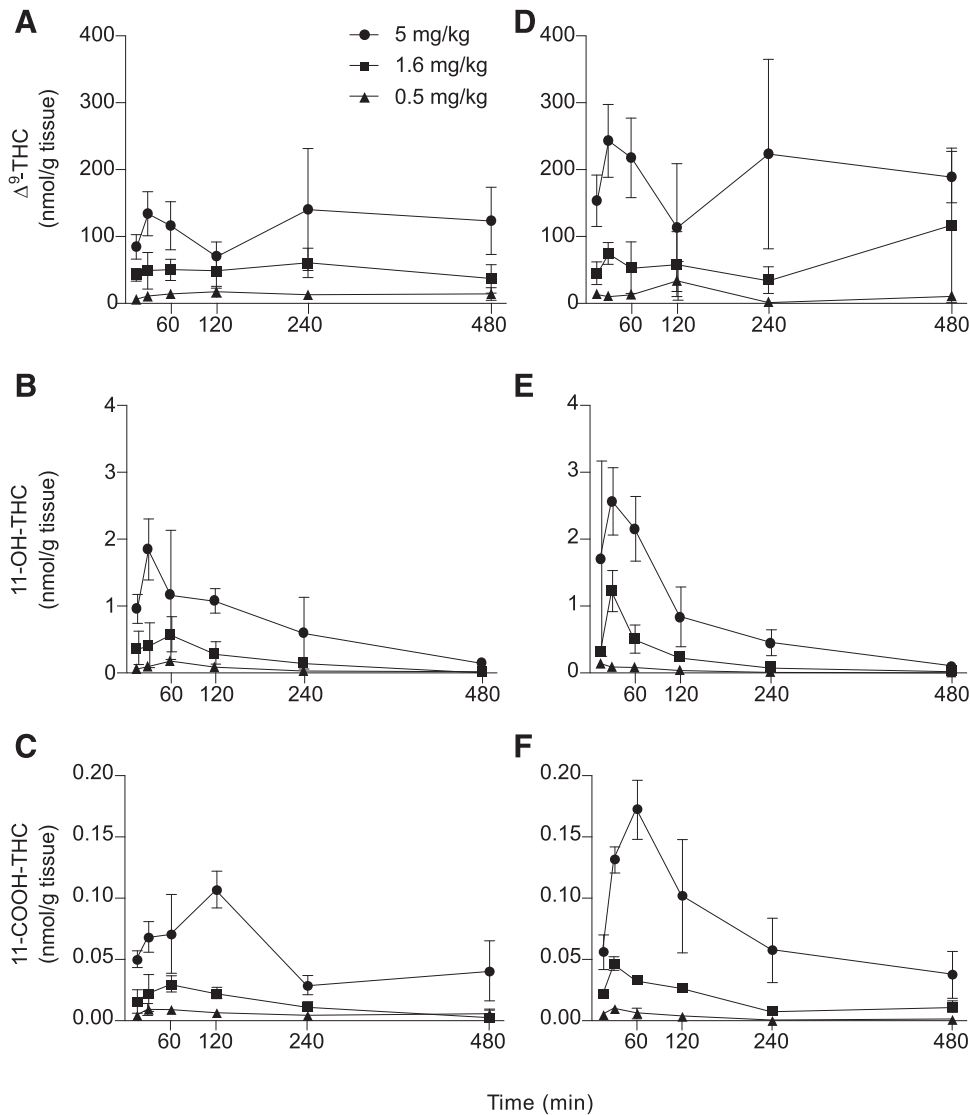 A
Δ9-THC
(nmol/g tissue)
400
300
200
100
0
60 120 240 480
5 mg/kg
1.6 mg/kg
0.5 mg/kg
D
400
300
200
100
0
60 120 240 480
B
11-OH-THC
(nmol/g tissue)
4
3
2
1
0
60 120 240 480
E
4
3
2
1
0
60 120 240 480
C
11-COOH-THC
(nmol/g tissue)
0.20
0.15
0.10
0.05
0.00
60 120 240 480
F
0.20
0.15
0.10
0.05
0.00
60 120 240 480
Time (min)